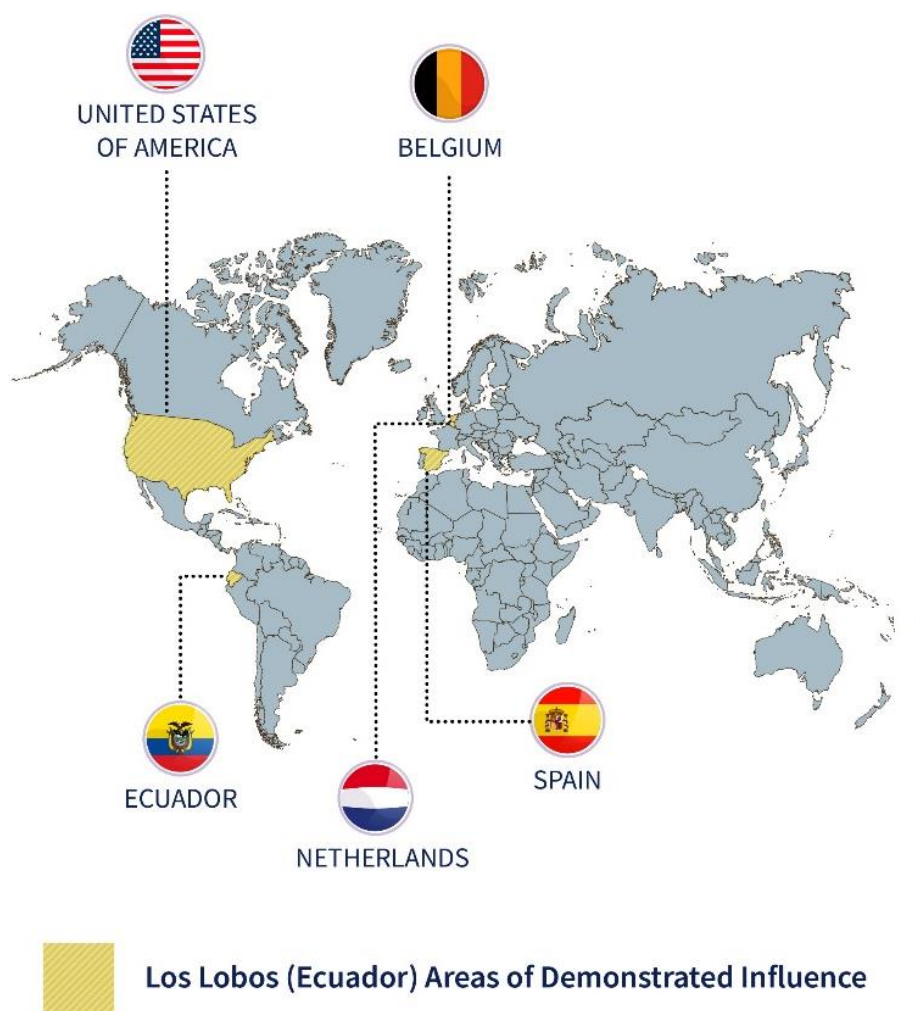 UNITED STATES
OF AMERICA
BELGIUM
ECUADOR
SPAIN
NETHERLANDS
Los Lobos (Ecuador) Areas of Demonstrated Influence